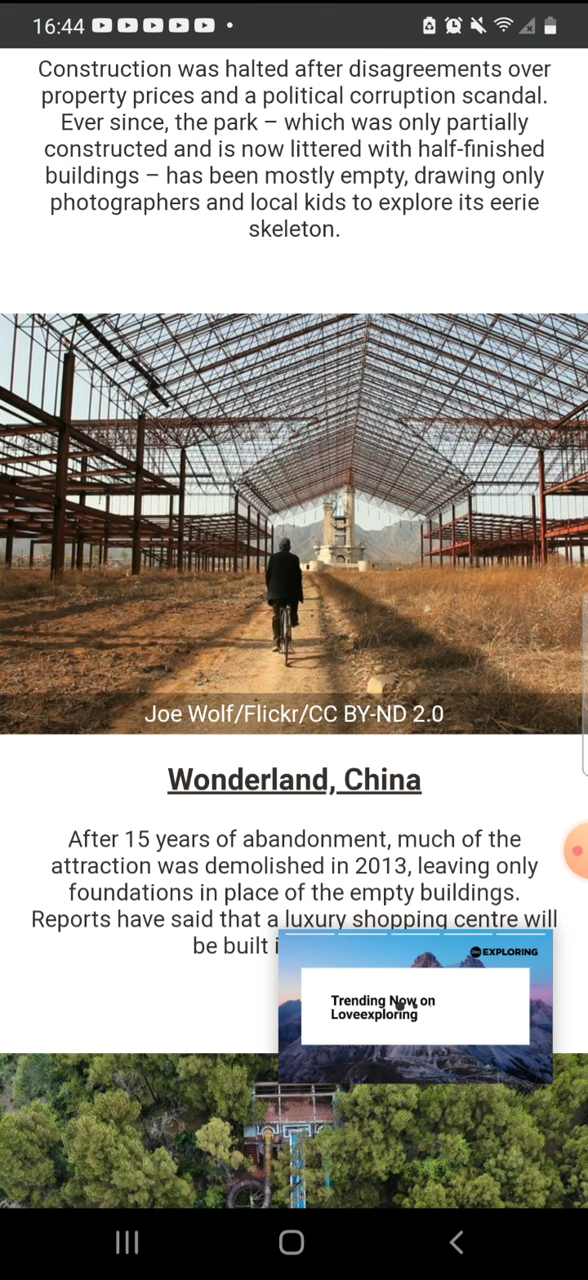 16:44
Construction was halted after disagreements over
property prices and a political corruption scandal.
Ever since, the park – which was only partially
constructed and is now littered with half-finished
buildings – has been mostly empty, drawing only
photographers and local kids to explore its eerie
skeleton.
Joe Wolf/Flickr/CC BY-ND 2.0
Wonderland, China
After 15 years of abandonment, much of the
attraction was demolished in 2013, leaving only
foundations in place of the empty buildings.
Reports have said that a luxury shopping centre will
be built
EXPLORING
Trending Now on
Loveexploring